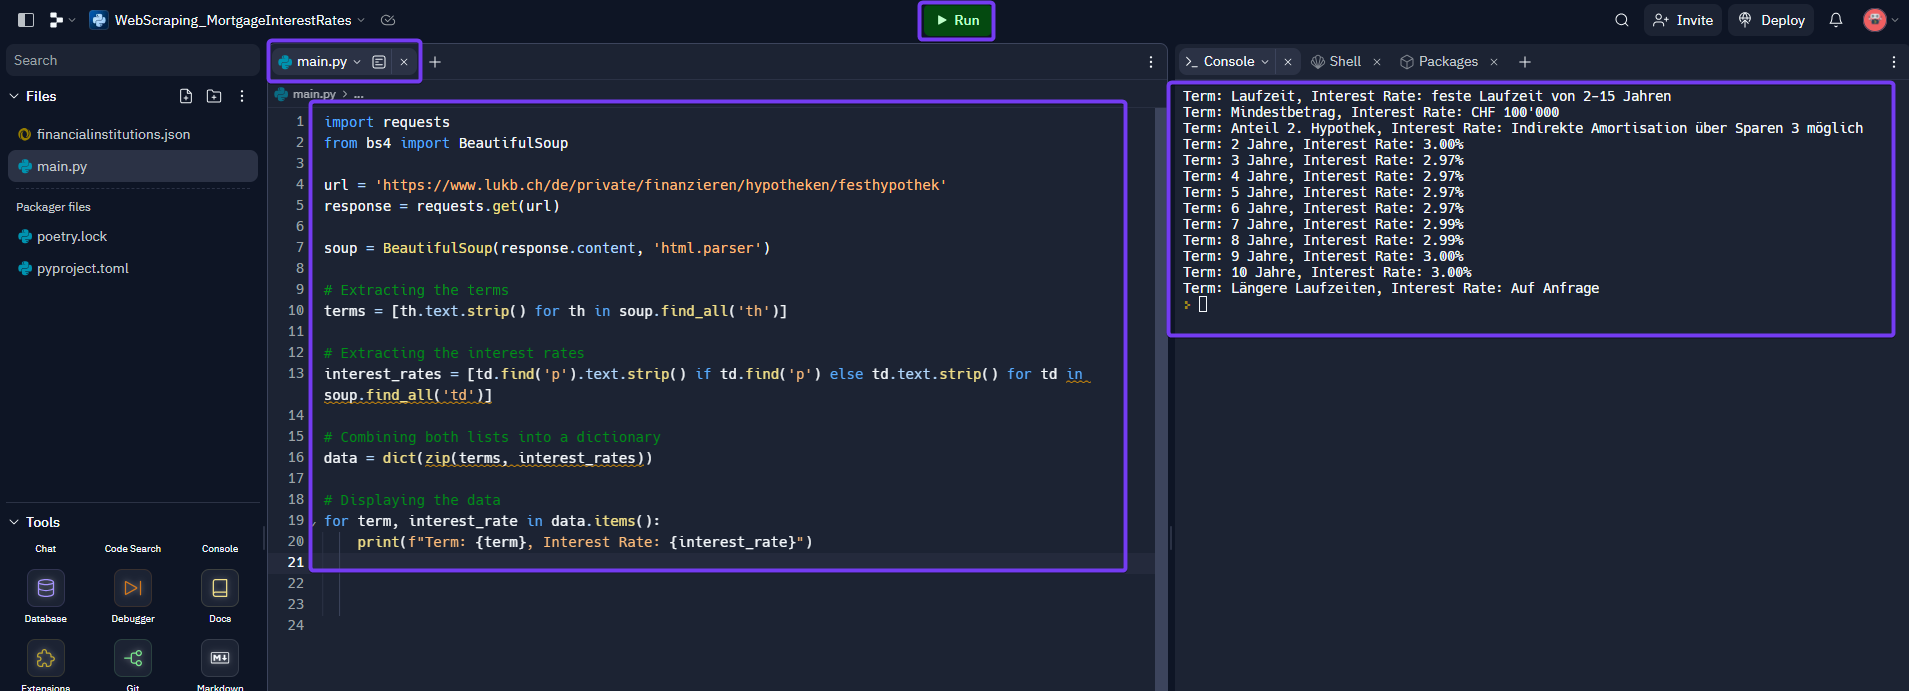 WebScraping_MortgageInterestRates
Run
Invite
Deploy
Search
Files
financialinstitutions.json
main.py
Packager files
poetry.lock
pyproject.toml
Tools
Chat
Code Search
Console
Database
Debugger
Docs
Extensions
Git
Markdown
main.py
main.py > ...
1 import requests
2 from bs4 import BeautifulSoup
3
4 url = 'https://www.lukb.ch/de/private/finanzieren/hypotheken/festhypothek'
5 response = requests.get(url)
6
7 soup = BeautifulSoup(response.content, 'html.parser')
8
9 # Extracting the terms
10 terms = [th.text.strip() for th in soup.find_all('th')]
11
12 # Extracting the interest rates
13 interest_rates = [td.find('p').text.strip() if td.find('p') else td.text.strip() for td in
soup.find_all('td')]
14
15 # Combining both lists into a dictionary
16 data = dict(zip(terms, interest_rates))
17
18 # Displaying the data
19 for term, interest_rate in data.items():
20     print(f"Term: {term}, Interest Rate: {interest_rate}")
21
22
23
24
Console
Shell
Packages
Term: Laufzeit, Interest Rate: feste Laufzeit von 2-15 Jahren
Term: Mindestbetrag, Interest Rate: CHF 100'000
Term: Anteil 2. Hypothek, Interest Rate: Indirekte Amortisation über Sparen 3 möglich
Term: 2 Jahre, Interest Rate: 3.00%
Term: 3 Jahre, Interest Rate: 2.97%
Term: 4 Jahre, Interest Rate: 2.97%
Term: 5 Jahre, Interest Rate: 2.97%
Term: 6 Jahre, Interest Rate: 2.97%
Term: 7 Jahre, Interest Rate: 2.99%
Term: 8 Jahre, Interest Rate: 2.99%
Term: 9 Jahre, Interest Rate: 3.00%
Term: 10 Jahre, Interest Rate: 3.00%
Term: Längere Laufzeiten, Interest Rate: Auf Anfrage